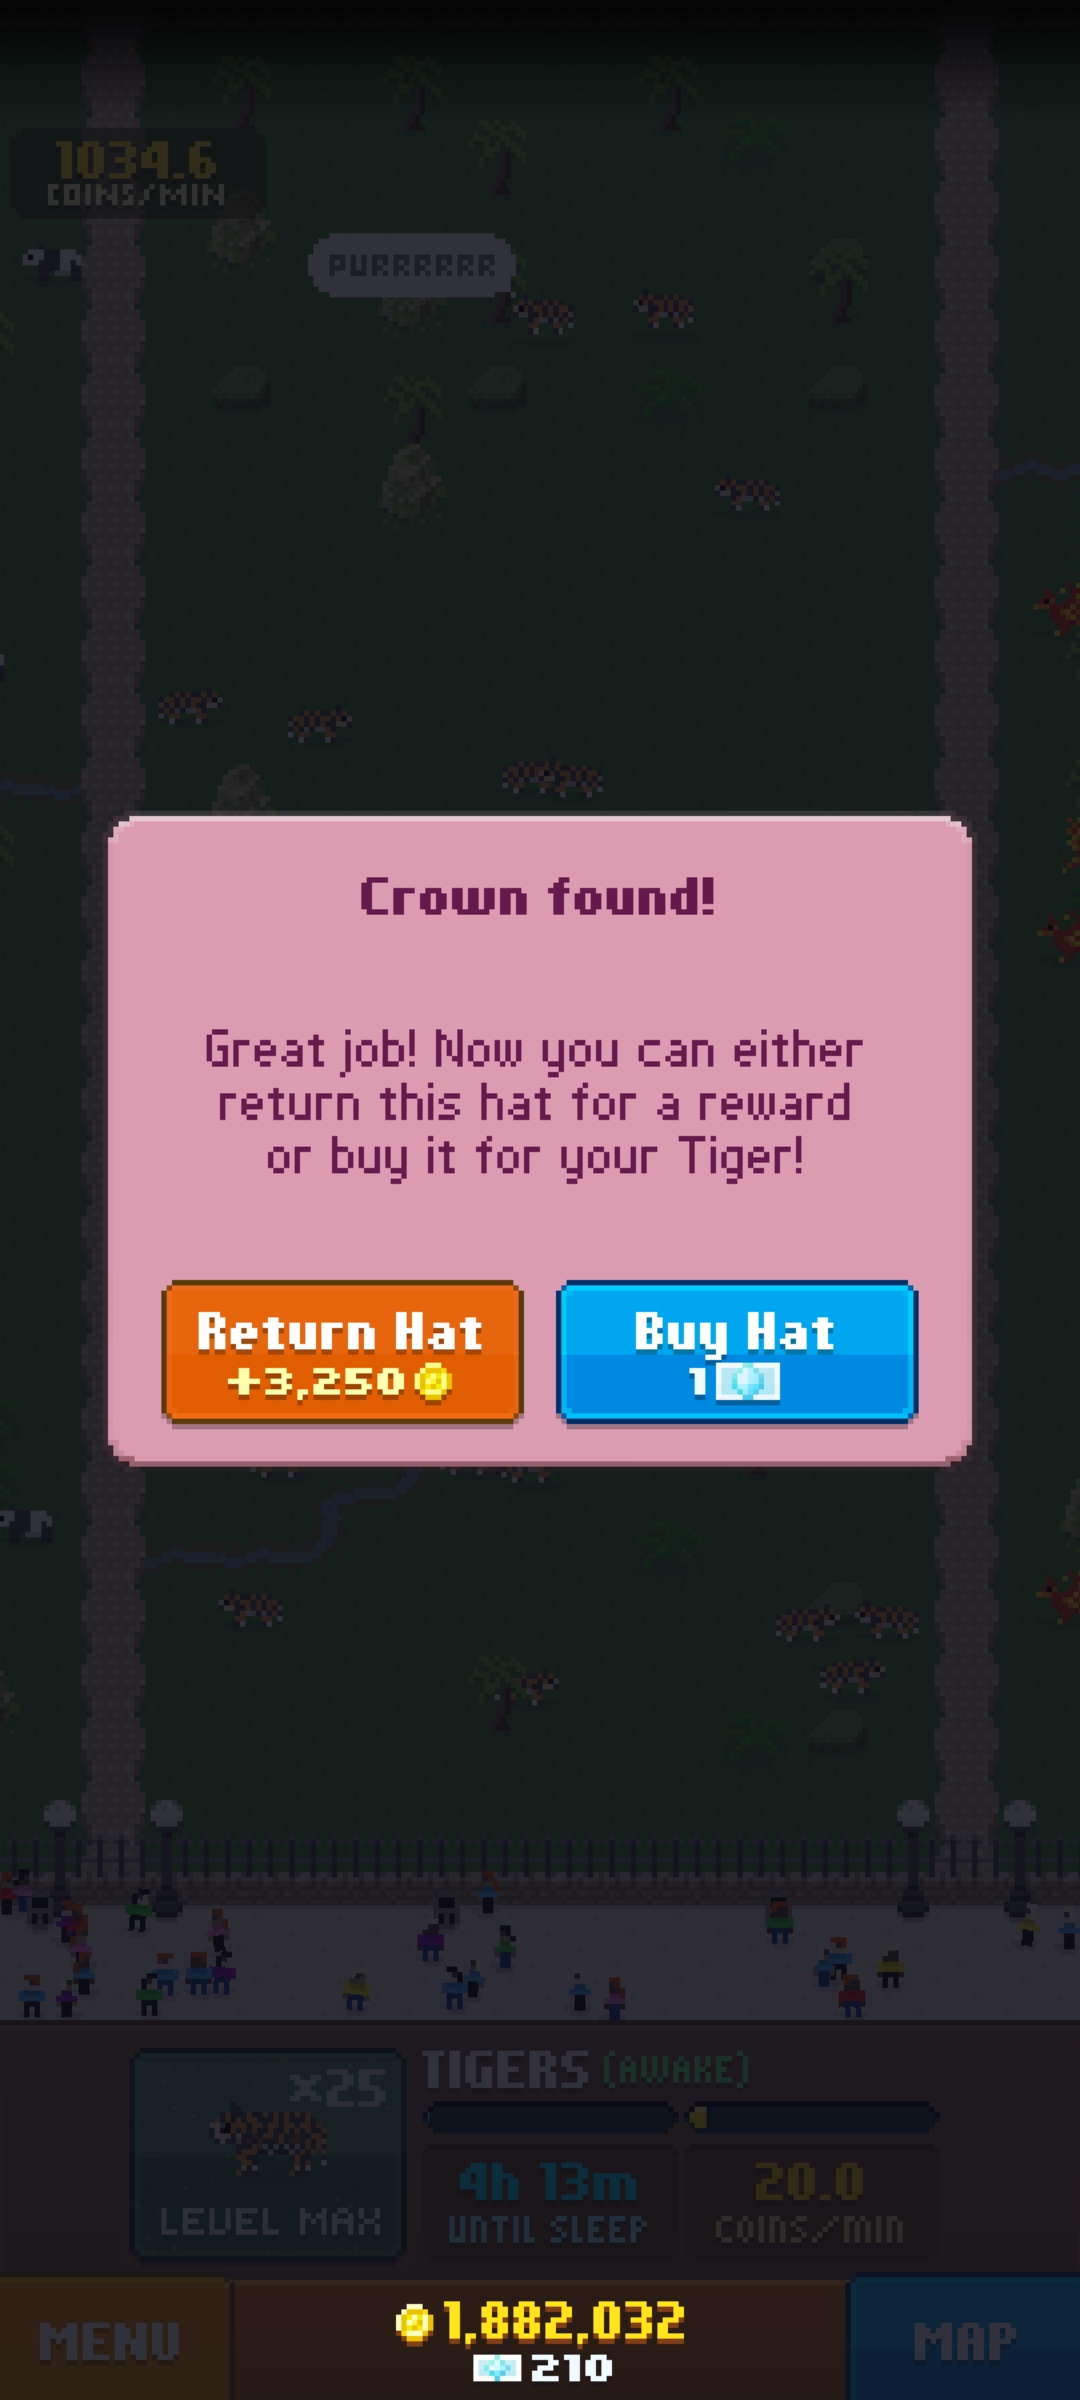 1034.6
COINS/MIN
PURRRRRR
Crown found!
Great job! Now you can either
return this hat for a reward
or buy it for your Tiger!
Return Hat
+3,250
Buy Hat
1
x25
LEVEL MAX
TIGERS (AWAKE)
4h 13m
UNTIL SLEEP
20.0
COINS/MIN
MENU
1,882,032
210
MAP